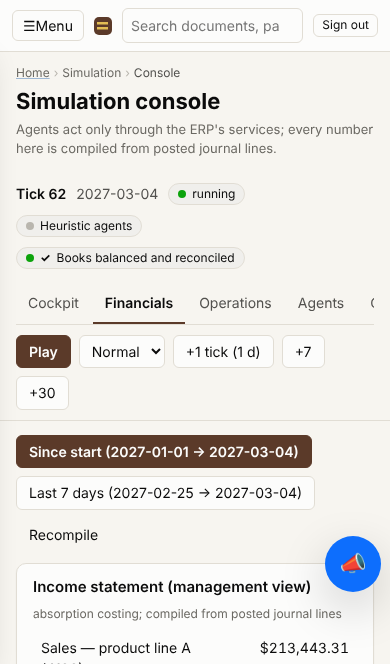 ☰Menu
Search documents, pa
Sign out
Home › Simulation › Console
Simulation console
Agents act only through the ERP's services; every number
here is compiled from posted journal lines.
Tick 62 2027-03-04 running
Heuristic agents
✔ Books balanced and reconciled
Cockpit Financials Operations Agents
Play Normal +1 tick (1 d) +7
+30
Since start (2027-01-01 → 2027-03-04)
Last 7 days (2027-02-25 → 2027-03-04)
Recompile
Income statement (management view)
absorption costing; compiled from posted journal lines
Sales — product line A $213,443.31